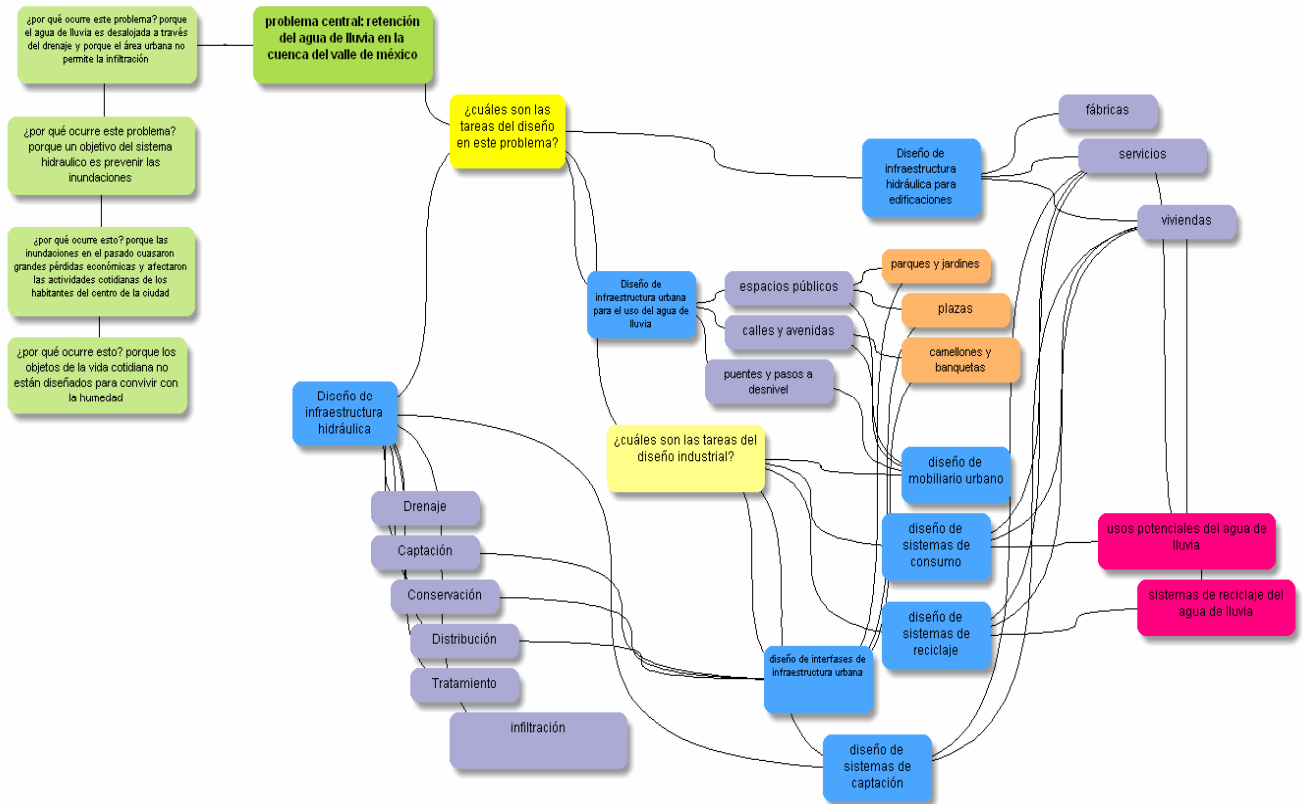 ¿por qué ocurre este problema? porque
el agua de lluvia es desalojada a través
del drenaje y porque el área urbana no
permite la infiltración
problema central: retención
del agua de lluvia en la
cuenca del valle de méxico
¿por qué ocurre este problema?
porque un objetivo del sistema
hidraulico es prevenir las
inundaciones
¿por qué ocurre esto? porque las
inundaciones en el pasado cuasaron
grandes pérdidas económicas y afectaron
las actividades cotidianas de los
habitantes del centro de la ciudad
¿por qué ocurre esto? porque los
objetos de la vida cotidiana no
están diseñados para convivir con
la humedad
¿cuáles son las
tareas del diseño
en este problema?
Diseño de
infraestructura
hidráulica para
edificaciones
fábricas
servicios
viviendas
Diseño de
infraestructura urbana
para el uso del agua de
lluvia
espacios públicos
calles y avenidas
puentes y pasos a
desnivel
parques y jardines
plazas
camellones y
banquetas
Diseño de
infraestructura
hidráulica
¿cuáles son las tareas del
diseño industrial?
diseño de
mobiliario urbano
diseño de
sistemas de
consumo
diseño de
sistemas de
reciclaje
diseño de interfases de
infraestructura urbana
diseño de
sistemas de
captación
usos potenciales del agua de
lluvia
sistemas de reciclaje del
agua de lluvia
Drenaje
Captación
Conservación
Distribución
Tratamiento
infiltración